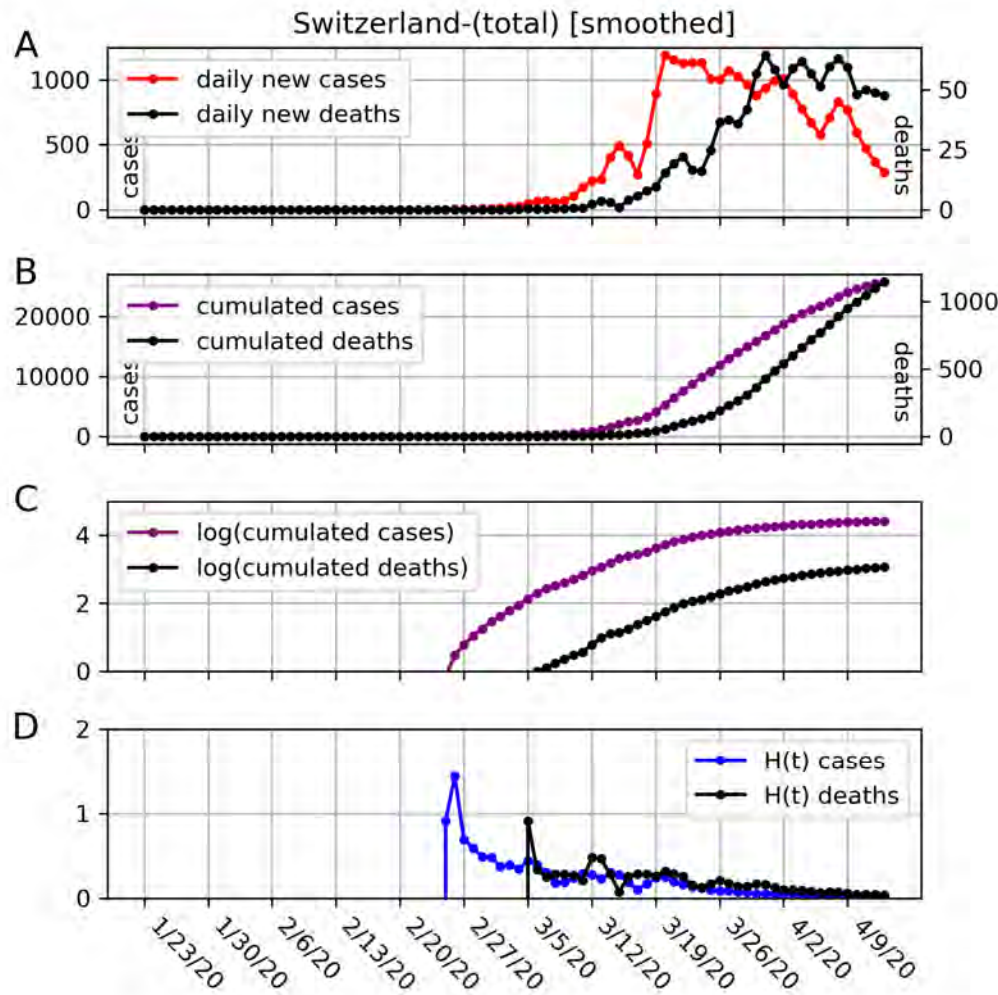 Switzerland-(total) [smoothed]
A
1000
500
0
cases
daily new cases
daily new deaths
50
25
0
deaths
B
20000
10000
0
cases
cumulated cases
cumulated deaths
1000
500
0
deaths
C
4
2
0
log(cumulated cases)
log(cumulated deaths)
D
2
1
0
H(t) cases
H(t) deaths
1/23/20
1/30/20
2/6/20
2/13/20
2/20/20
2/27/20
3/5/20
3/12/20
3/19/20
3/26/20
4/2/20
4/9/20